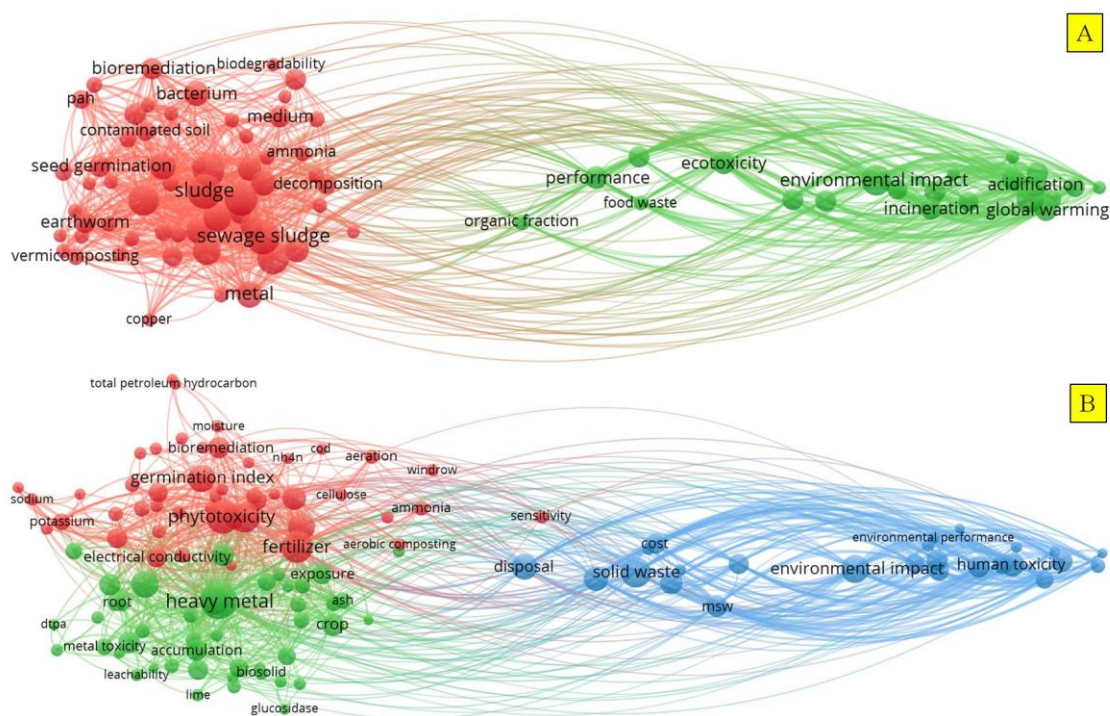 A
bioremediation
biodegradability
pah
bacterium
contaminated soil
medium
seed germination
ammonia
sludge
decomposition
earthworm
sewage sludge
vermicomposting
metal
copper
performance
ecotoxicity
food waste
organic fraction
environmental impact
acidification
incineration
global warming
B
total petroleum hydrocarbon
moisture
bioremediation
nh4n
cod
aeration
germination index
windrow
sodium
cellulose
potassium
phytotoxicity
ammonia
sensitivity
fertilizer
electrical conductivity
aerobic composting
exposure
root
heavy metal
ash
dtpa
crop
metal toxicity
accumulation
leachability
biosolid
lime
glucosidase
disposal
cost
solid waste
msw
environmental performance
environmental impact
human toxicity